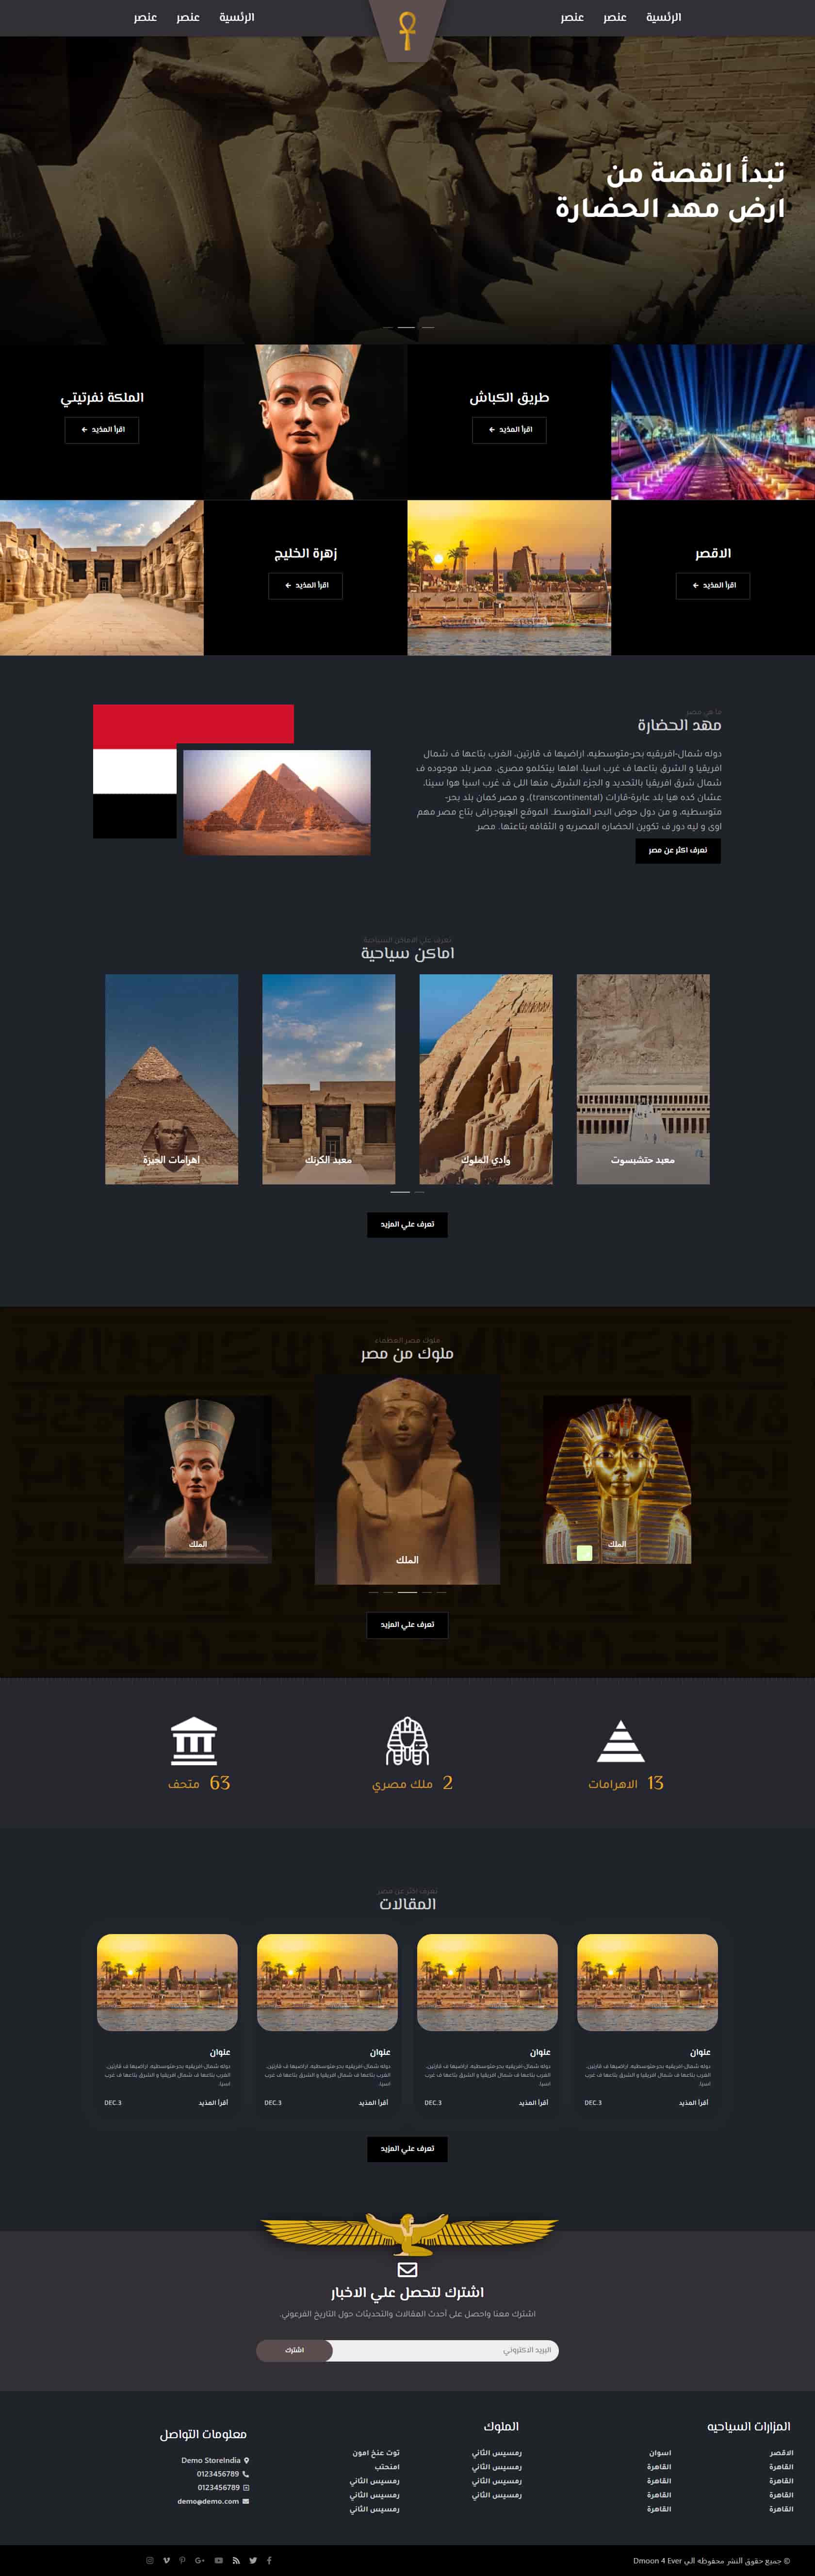 الرئسية
عنصر
عنصر
الرئسية
عنصر
عنصر
تبدأ القصة من
ارض مهد الحضارة
طريق الكباش
اقرأ المذيد
الملكة نفرتيتي
اقرأ المذيد
الاقصر
اقرأ المذيد
زهرة الخليج
اقرأ المذيد
ما هي مصر
مهد الحضارة
دوله شمال-افريقيه بحر-متوسطيه، اراضيها ف قارتين، الغرب بتاعها ف شمال
افريقيا و الشرق بتاعها ف غرب اسيا، اهلها بيتكلمو مصرى. مصر بلد موجوده ف
شمال شرق افريقيا بالتحديد و الجزء الشرقى منها اللى ف غرب اسيا هوا سينا،
عشان كده هيا بلد عابرة-قارات (transcontinental)، و مصر كمان بلد بحر-
متوسطيه، و من دول حوض البحر المتوسط. الموقع الچيوجرافى بتاع مصر مهم
اوى و ليه دور ف تكوين الحضاره المصريه و الثقافه بتاعتها. مصر
تعرف اكثر عن مصر
تعرف علي الاماكن السياحة
اماكن سياحية
معبد حتشبسوت
وادي الملوك
معبد الكرنك
اهرامات الجيزة
تعرف علي المزيد
ملوك مصر العظماء
ملوك من مصر
الملك
الملك
الملك
تعرف علي المزيد
13 الاهرامات
2 ملك مصري
63 متحف
تعرف اكثر عن مصر
المقالات
عنوان
دوله شمال-افريقيه بحر-متوسطيه، اراضيها ف قارتين،
الغرب بتاعها ف شمال افريقيا و الشرق بتاعها ف غرب
اسيا،
أقرأ المذيد
DEC.3
عنوان
دوله شمال-افريقيه بحر-متوسطيه، اراضيها ف قارتين،
الغرب بتاعها ف شمال افريقيا و الشرق بتاعها ف غرب
اسيا،
أقرأ المذيد
DEC.3
عنوان
دوله شمال-افريقيه بحر-متوسطيه، اراضيها ف قارتين،
الغرب بتاعها ف شمال افريقيا و الشرق بتاعها ف غرب
اسيا،
أقرأ المذيد
DEC.3
عنوان
دوله شمال-افريقيه بحر-متوسطيه، اراضيها ف قارتين،
الغرب بتاعها ف شمال افريقيا و الشرق بتاعها ف غرب
اسيا،
أقرأ المذيد
DEC.3
تعرف علي المزيد
اشترك لتحصل علي الاخبار
اشترك معنا واحصل على أحدث المقالات والتحديثات حول التاريخ الفرعوني.
البريد الالكتروني
اشترك
المزارات السياحيه
الاقصر
القاهرة
القاهرة
القاهرة
القاهرة
اسوان
القاهرة
القاهرة
القاهرة
القاهرة
الملوك
رمسيس الثاني
رمسيس الثاني
رمسيس الثاني
رمسيس الثاني
توت عنخ امون
امنحتب
رمسيس الثاني
رمسيس الثاني
رمسيس الثاني
معلومات التواصل
Demo StoreIndia
0123456789
0123456789
demo@demo.com
© جميع حقوق النشر محفوظه الي Dmoon 4 Ever